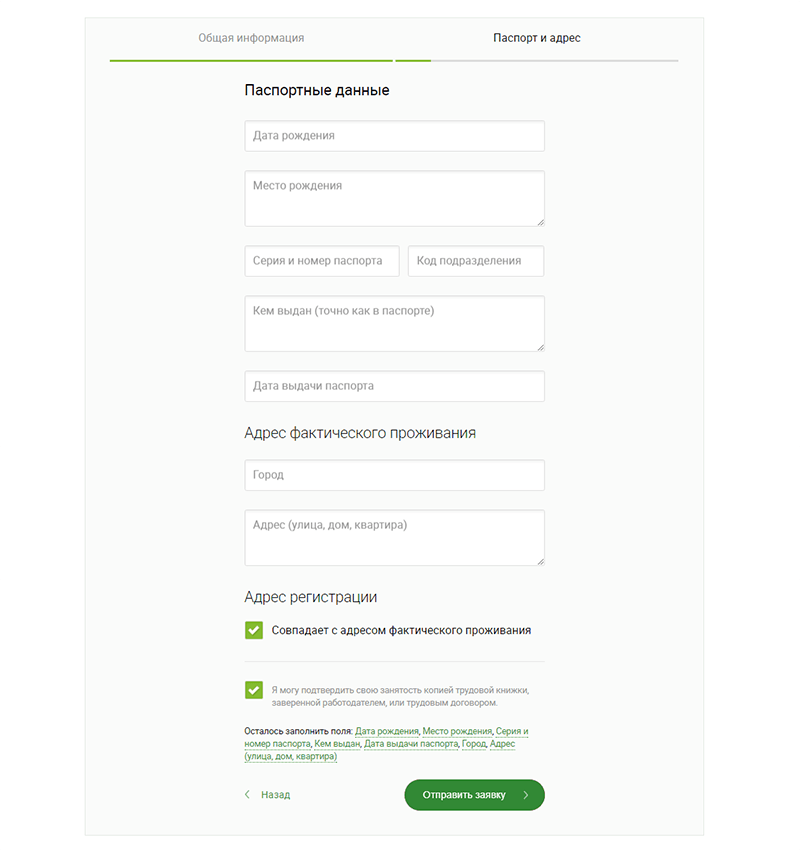 Общая информация
Паспорт и адрес
Паспортные данные
Дата рождения
Место рождения
Серия и номер паспорта
Код подразделения
Кем выдан (точно как в паспорте)
Дата выдачи паспорта
Адрес фактического проживания
Город
Адрес (улица, дом, квартира)
Адрес регистрации
Совпадает с адресом фактического проживания
Я могу подтвердить свою занятость копией трудовой книжки,
заверенной работодателем, или трудовым договором.
Осталось заполнить поля: Дата рождения, Место рождения, Серия и
номер паспорта, Кем выдан, Дата выдачи паспорта, Город, Адрес
(улица, дом, квартира)
Назад
Отправить заявку